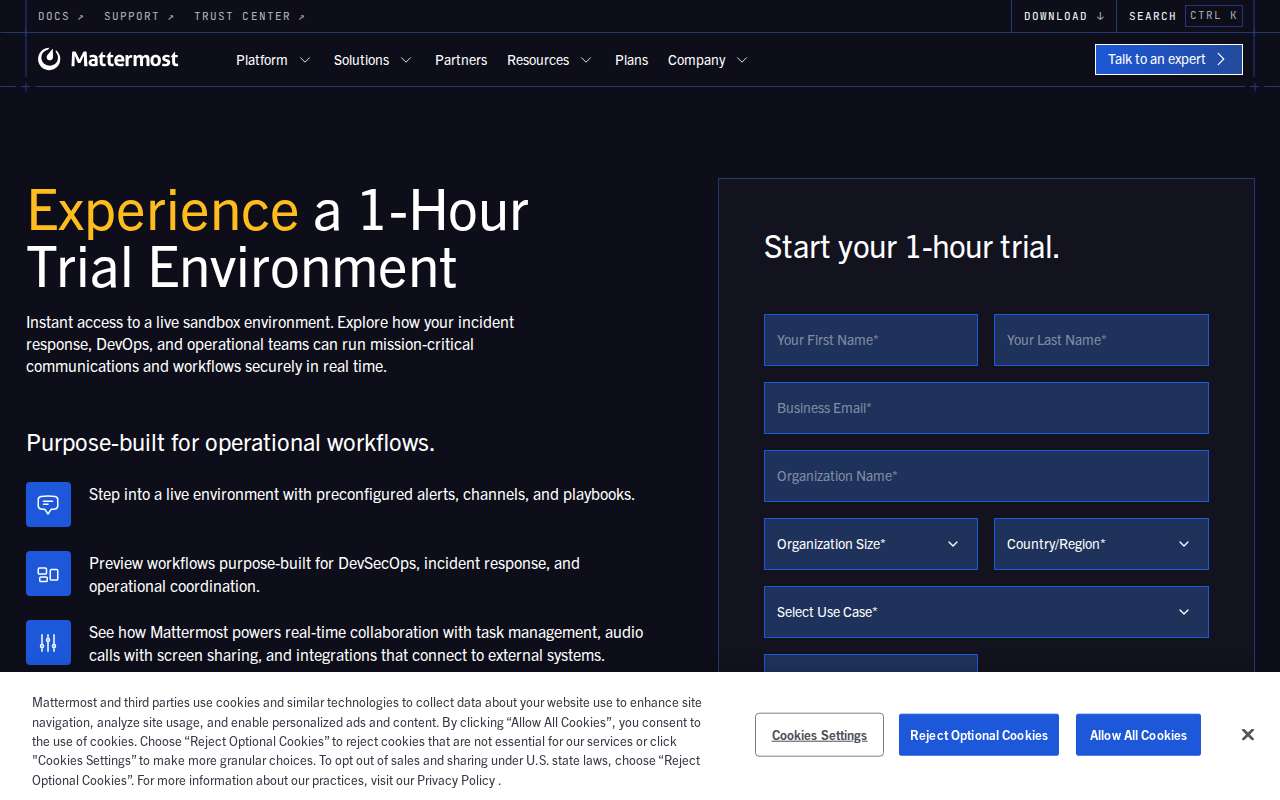 DOCS ↗ SUPPORT ↗ TRUST CENTER ↗ DOWNLOAD ↓ SEARCH CTRL K
Mattermost Platform Solutions Partners Resources Plans Company Talk to an expert
Experience a 1-Hour
Trial Environment
Instant access to a live sandbox environment. Explore how your incident
response, DevOps, and operational teams can run mission-critical
communications and workflows securely in real time.
Purpose-built for operational workflows.
Step into a live environment with preconfigured alerts, channels, and playbooks.
Preview workflows purpose-built for DevSecOps, incident response, and
operational coordination.
See how Mattermost powers real-time collaboration with task management, audio
calls with screen sharing, and integrations that connect to external systems.
Start your 1-hour trial.
Your First Name* Your Last Name*
Business Email*
Organization Name*
Organization Size* Country/Region*
Select Use Case*
Mattermost and third parties use cookies and similar technologies to collect data about your website use to enhance site
navigation, analyze site usage, and enable personalized ads and content. By clicking “Allow All Cookies”, you consent to
the use of cookies. Choose “Reject Optional Cookies” to reject cookies that are not essential for our services or click
"Cookies Settings” to make more granular choices. To opt out of sales and sharing under U.S. state laws, choose “Reject
Optional Cookies”. For more information about our practices, visit our Privacy Policy .
Cookies Settings Reject Optional Cookies Allow All Cookies